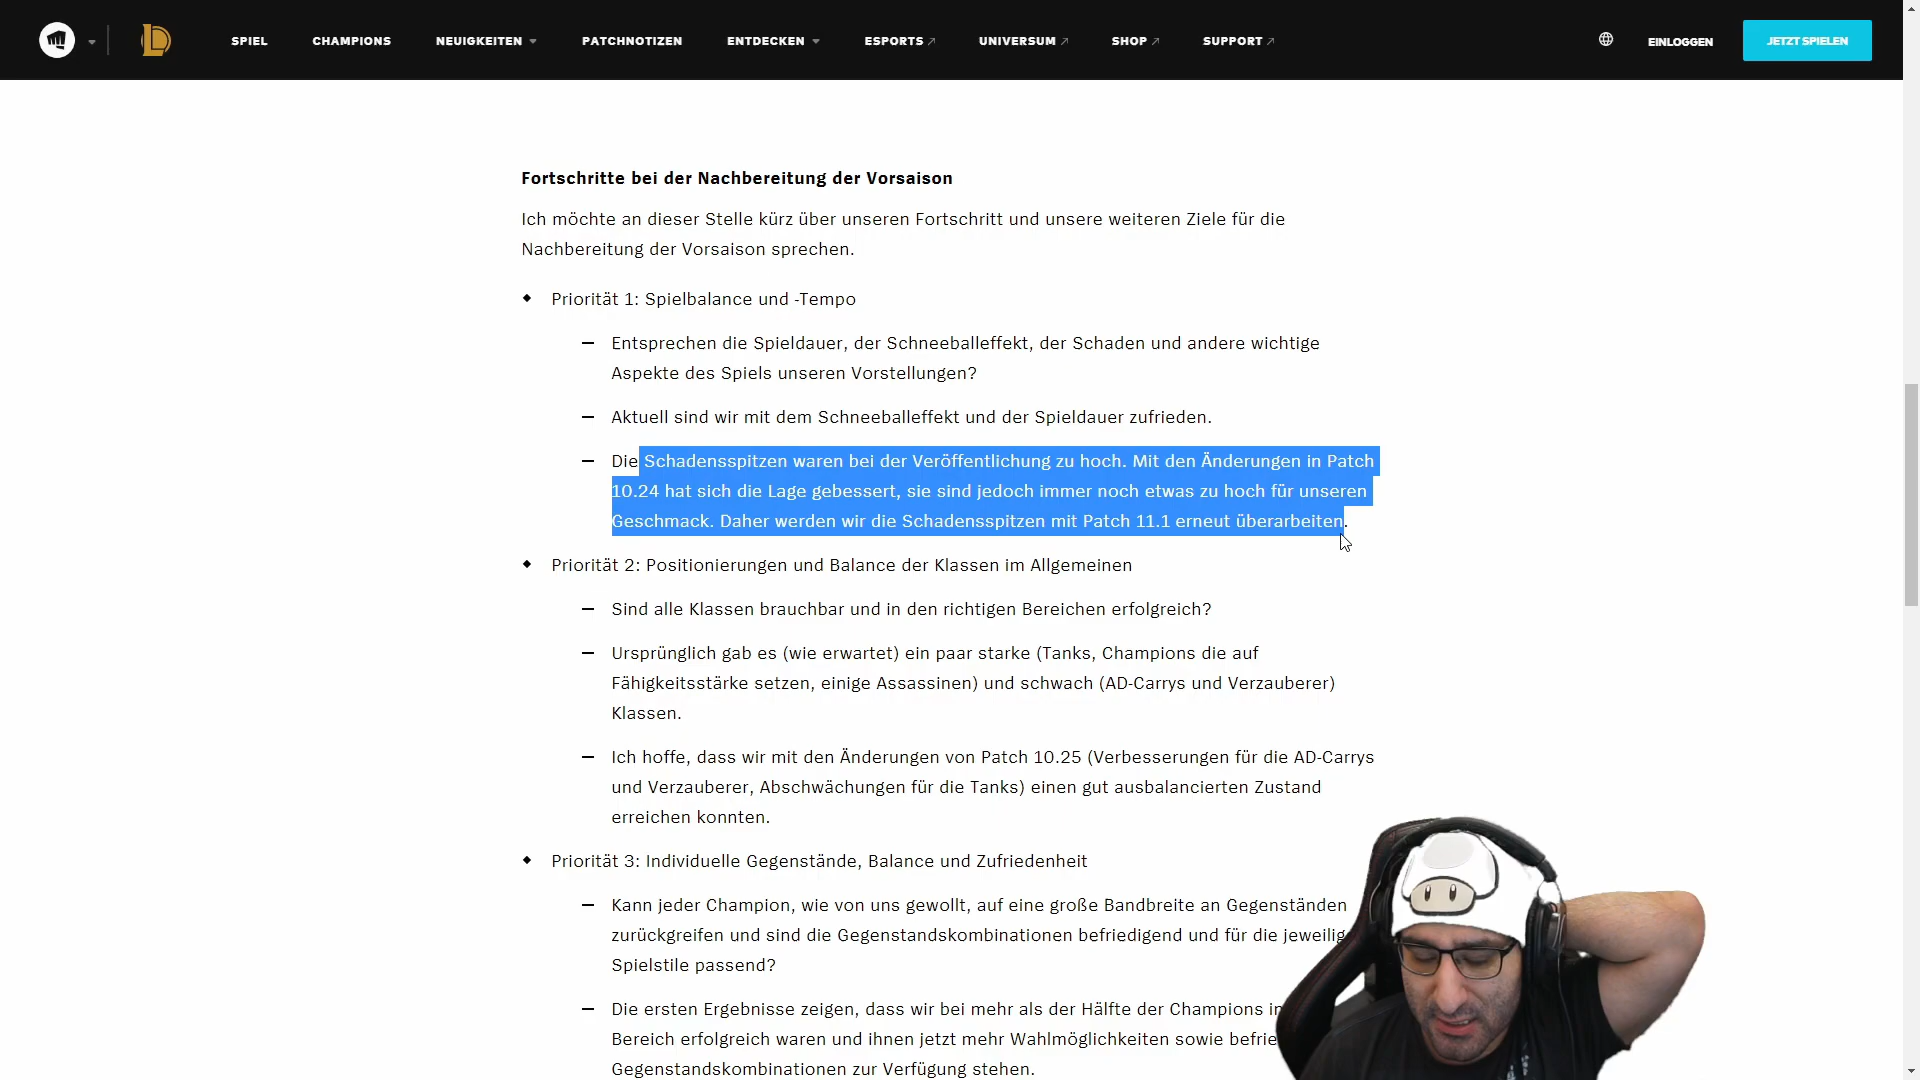 SPIEL CHAMPIONS NEUIGKEITEN PATCHNOTIZEN ENTDECKEN ESPORTS UNIVERSUM SHOP SUPPORT EINLOGGEN JETZT SPIELEN
Fortschritte bei der Nachbereitung der Vorsaison
Ich möchte an dieser Stelle kürz über unseren Fortschritt und unsere weiteren Ziele für die
Nachbereitung der Vorsaison sprechen.
Priorität 1: Spielbalance und -Tempo
Entsprechen die Spieldauer, der Schneeballeffekt, der Schaden und andere wichtige
Aspekte des Spiels unseren Vorstellungen?
Aktuell sind wir mit dem Schneeballeffekt und der Spieldauer zufrieden.
Die Schadensspitzen waren bei der Veröffentlichung zu hoch. Mit den Änderungen in Patch
10.24 hat sich die Lage gebessert, sie sind jedoch immer noch etwas zu hoch für unseren
Geschmack. Daher werden wir die Schadensspitzen mit Patch 11.1 erneut überarbeiten.
Priorität 2: Positionierungen und Balance der Klassen im Allgemeinen
Sind alle Klassen brauchbar und in den richtigen Bereichen erfolgreich?
Ursprünglich gab es (wie erwartet) ein paar starke (Tanks, Champions die auf
Fähigkeitsstärke setzen, einige Assassinen) und schwach (AD-Carrys und Verzauberer)
Klassen.
Ich hoffe, dass wir mit den Änderungen von Patch 10.25 (Verbesserungen für die AD-Carrys
und Verzauberer, Abschwächungen für die Tanks) einen gut ausbalancierten Zustand
erreichen konnten.
Priorität 3: Individuelle Gegenstände, Balance und Zufriedenheit
Kann jeder Champion, wie von uns gewollt, auf eine große Bandbreite an Gegenständen
zurückgreifen und sind die Gegenstandskombinationen befriedigend und für die jeweilig
Spielstile passend?
Die ersten Ergebnisse zeigen, dass wir bei mehr als der Hälfte der Champions in
Bereich erfolgreich waren und ihnen jetzt mehr Wahlmöglichkeiten sowie befrie
Gegenstandskombinationen zur Verfügung stehen.